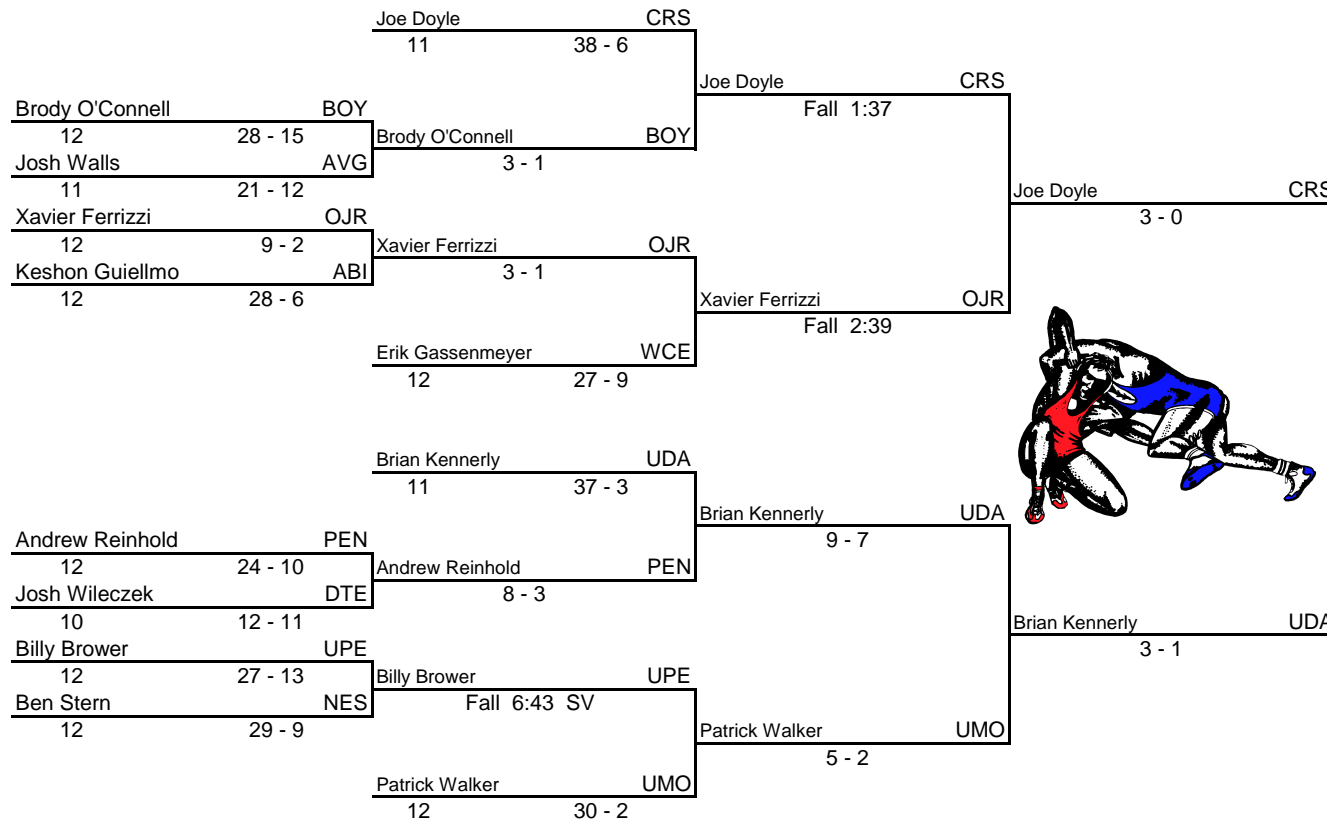 Joe Doyle CRS
11 38 - 6
Joe Doyle CRS
Fall 1:37
Brody O'Connell BOY
12 28 - 15
Brody O'Connell BOY
3 - 1
Josh Walls AVG
11 21 - 12
Joe Doyle CRS
3 - 0
Xavier Ferrizzi OJR
12 9 - 2
Xavier Ferrizzi OJR
3 - 1
Keshon Guiellmo ABI
12 28 - 6
Xavier Ferrizzi OJR
Fall 2:39
Erik Gassenmeyer WCE
12 27 - 9
Brian Kennerly UDA
11 37 - 3
Brian Kennerly UDA
9 - 7
Andrew Reinhold PEN
12 24 - 10
Andrew Reinhold PEN
8 - 3
Josh Wileczek DTE
10 12 - 11
Brian Kennerly UDA
3 - 1
Billy Brower UPE
12 27 - 13
Billy Brower UPE
Fall 6:43 SV
Ben Stern NES
12 29 - 9
Patrick Walker UMO
5 - 2
Patrick Walker UMO
12 30 - 2